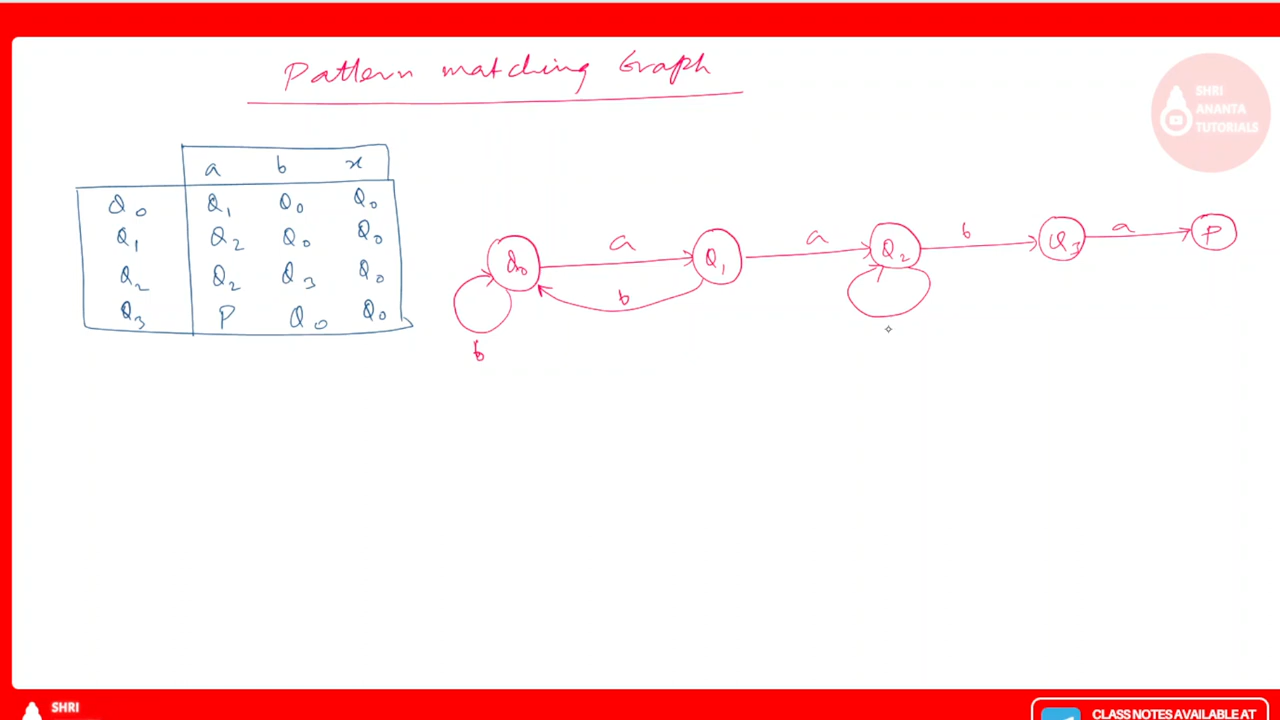 Pattern matching Graph
SHRI
ANANTA
TUTORIALS
a b x
Q0 Q1 Q0 Q0
Q1 Q2 Q0 Q0
Q2 Q2 Q3 Q0
Q3 P Q0 Q0
Q0 a Q1 a Q2 b Q3 a P
b
b
SHRI
CLASS NOTES AVAILABLE AT